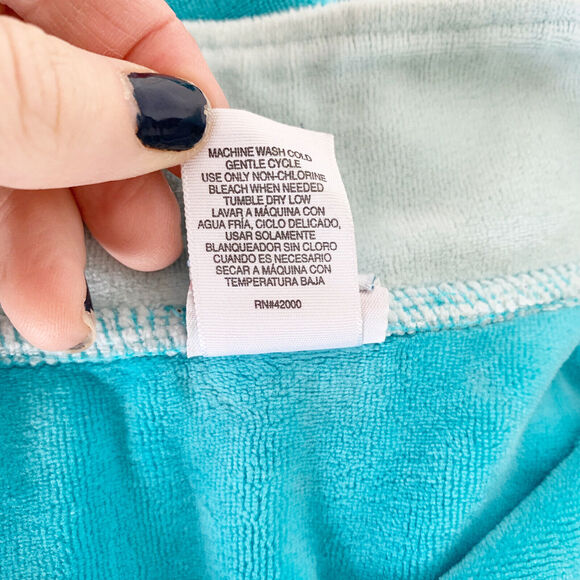 MACHINE WASH COLD
GENTLE CYCLE
USE ONLY NON-CHLORINE
BLEACH WHEN NEEDED
TUMBLE DRY LOW
LAVAR A MÁQUINA CON
AGUA FRÍA, CICLO DELICADO,
USAR SOLAMENTE
BLANQUEADOR SIN CLORO
CUANDO ES NECESARIO
SECAR A MÁQUINA CON
TEMPERATURA BAJA
RN#42000